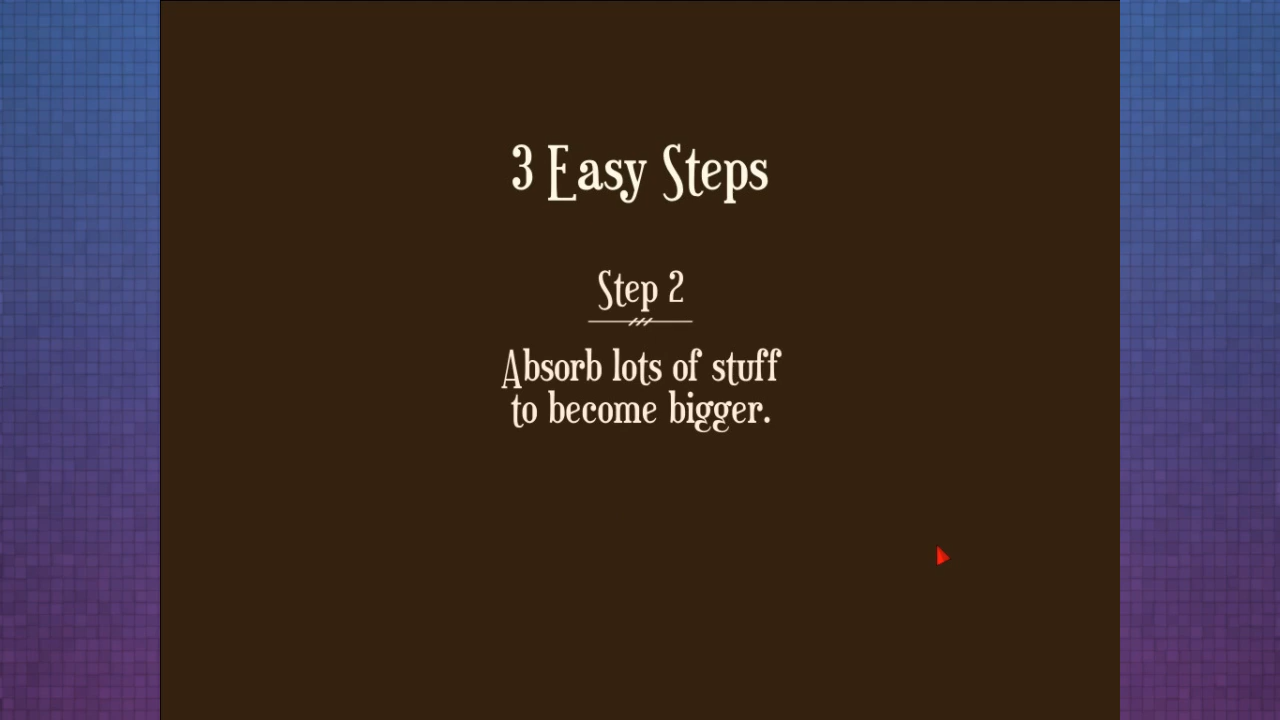 3 Easy Steps
Step 2
Absorb lots of stuff
to become bigger.